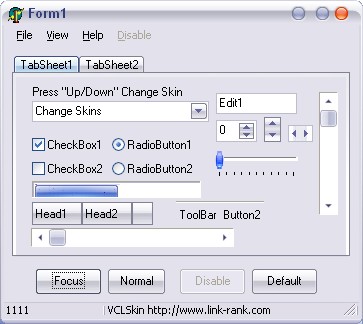 Form1
File View Help Disable
TabSheet1 TabSheet2
Press "Up/Down" Change Skin
Change Skins
Edit1
0
CheckBox1 RadioButton1
CheckBox2 RadioButton2
Head1 Head2
ToolBar Button2
Focus Normal Disable Default
1111 VCLSkin http://www.link-rank.com